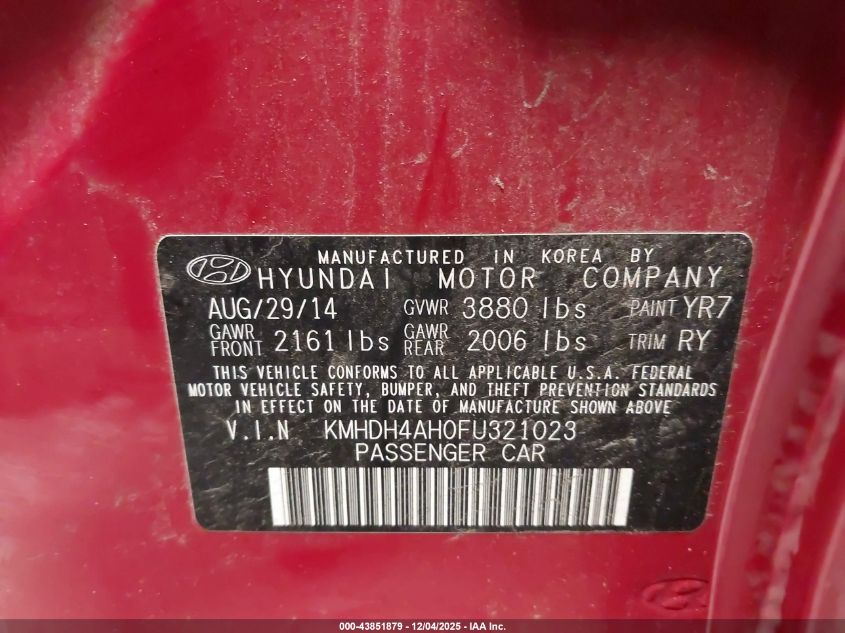 MANUFACTURED IN KOREA BY
HYUNDAI MOTOR COMPANY
AUG/29/14 GVWR 3880 lbs PAINT YR7
GAWR FRONT 2161 lbs GAWR REAR 2006 lbs TRIM RY
THIS VEHICLE CONFORMS TO ALL APPLICABLE U.S.A. FEDERAL
MOTOR VEHICLE SAFETY, BUMPER, AND THEFT PREVENTION STANDARDS
IN EFFECT ON THE DATE OF MANUFACTURE SHOWN ABOVE
V.I.N KMHDH4AH0FU321023
PASSENGER CAR
000-43851879 - 12/04/2025 - IAA Inc.